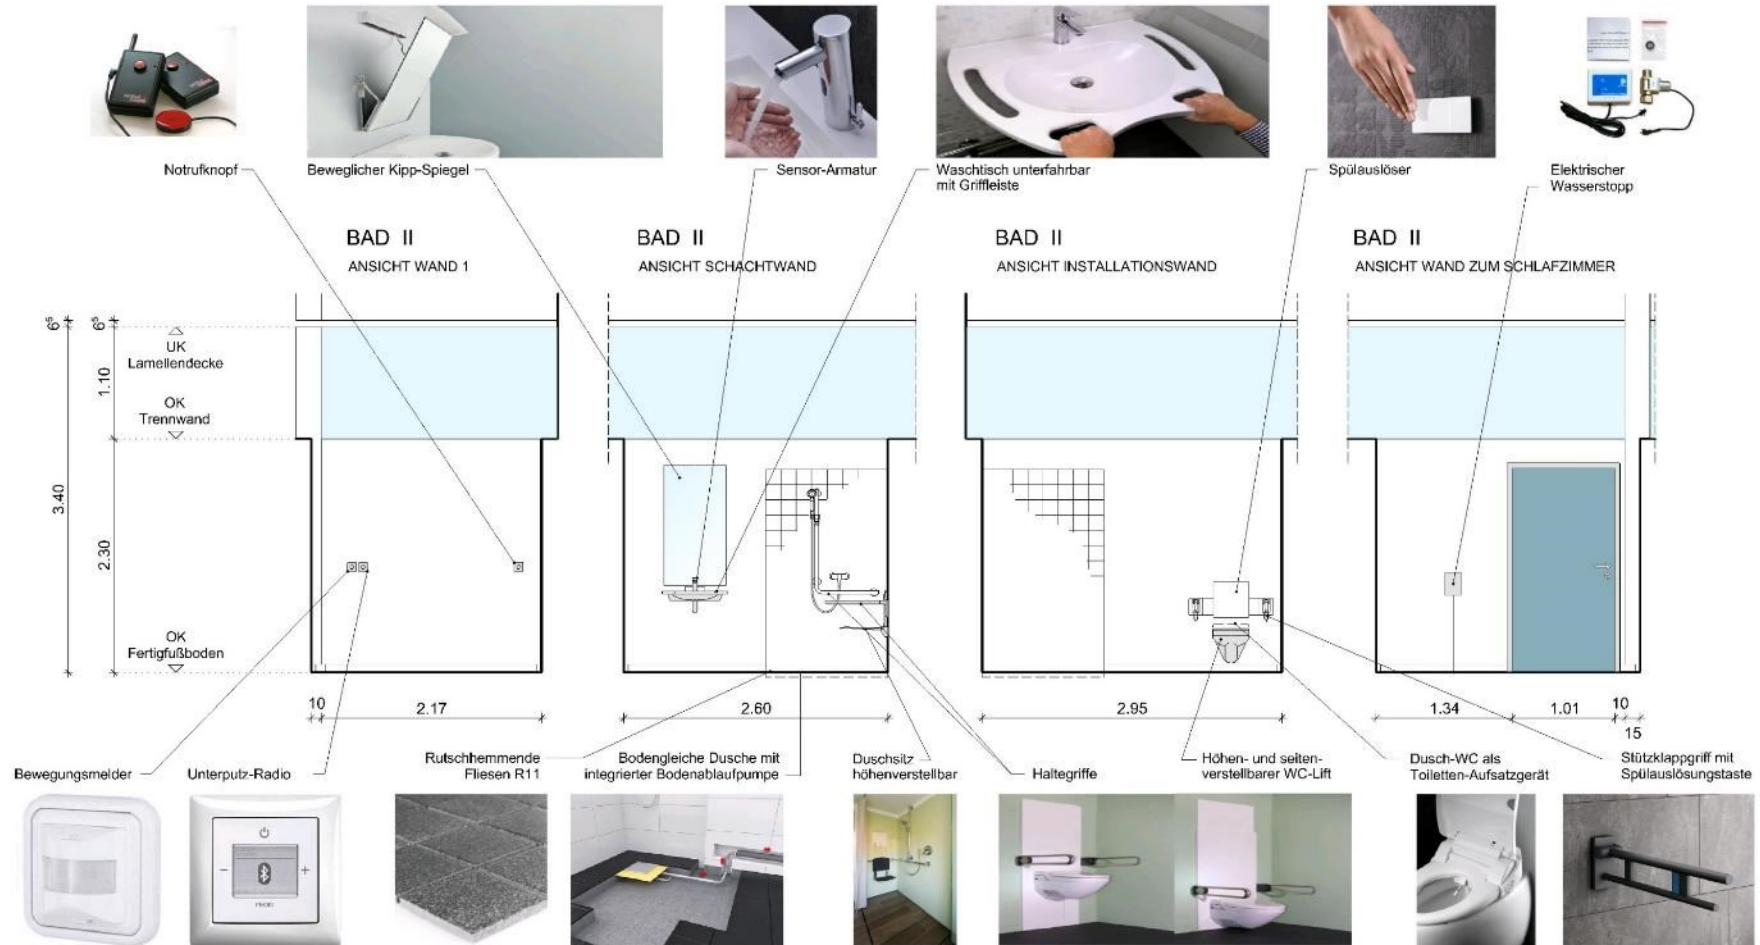 Notrufknopf
Beweglicher Kipp-Spiegel
Sensor-Armatur
Waschtisch unterfahrbar
mit Griffleiste
Spülauslöser
Elektrischer
Wasserstopp
BAD II
ANSICHT WAND 1
BAD II
ANSICHT SCHACHTWAND
BAD II
ANSICHT INSTALLATIONSWAND
BAD II
ANSICHT WAND ZUM SCHLAFZIMMER
6⁵
6⁵
UK
Lamellendecke
1.10
OK
Trennwand
3.40
2.30
OK
Fertigfußboden
10
2.17
2.60
2.95
1.34
1.01
10
15
Bewegungsmelder
Unterputz-Radio
Rutschhemmende
Fliesen R11
Bodengleiche Dusche mit
integrierter Bodenablaufpumpe
Duschsitz
höhenverstellbar
Haltegriffe
Höhen- und seiten-
verstellbarer WC-Lift
Dusch-WC als
Toiletten-Aufsatzgerät
Stützklappgriff mit
Spülauslösungstaste